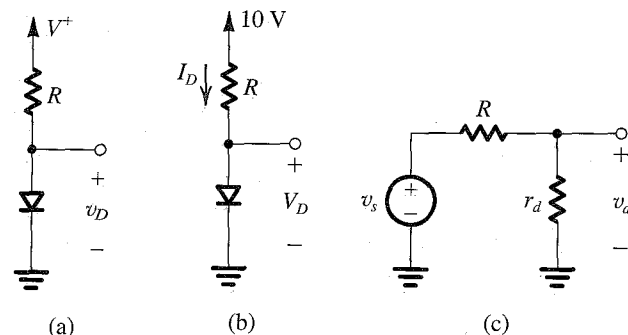 V⁺
R
+
v_D
−
(a)
10 V
I_D
R
+
V_D
−
(b)
R
v_s
+
−
r_d
+
v_d
−
(c)